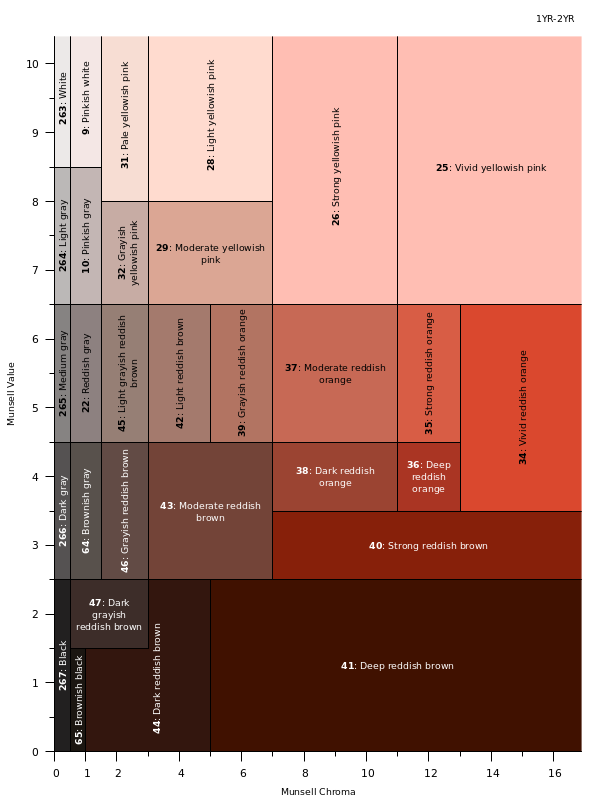 1YR-2YR
10
9
8
7
6
5
4
3
2
1
0
Munsell Value
263: White
9: Pinkish white
31: Pale yellowish pink
28: Light yellowish pink
26: Strong yellowish pink
25: Vivid yellowish pink
264: Light gray
10: Pinkish gray
32: Grayish
yellowish pink
29: Moderate yellowish
pink
265: Medium gray
22: Reddish gray
45: Light grayish reddish
brown
42: Light reddish brown
39: Grayish reddish orange
37: Moderate reddish
orange
35: Strong reddish orange
34: Vivid reddish orange
266: Dark gray
64: Brownish gray
46: Grayish reddish brown
43: Moderate reddish
brown
38: Dark reddish
orange
36: Deep
reddish
orange
40: Strong reddish brown
267: Black
47: Dark
grayish
reddish brown
65: Brownish black
44: Dark reddish brown
41: Deep reddish brown
0 1 2 4 6 8 10 12 14 16
Munsell Chroma